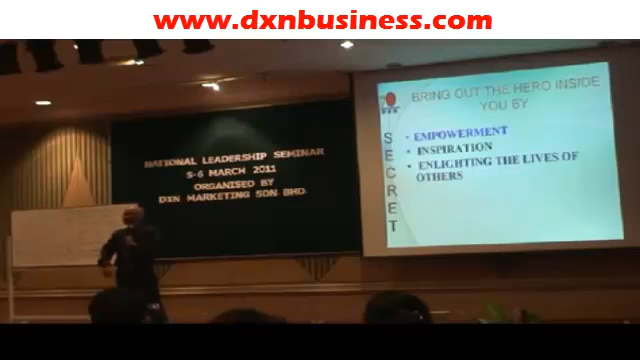 www.dxnbusiness.com
NATIONAL LEADERSHIP SEMINAR
5-6 MARCH 2011
ORGANISED BY
DXN MARKETING SDN BHD.
BRING OUT THE HERO INSIDE
YOU BY
SECRET
• EMPOWERMENT
• INSPIRATION
• ENLIGHTING THE LIVES OF
OTHERS